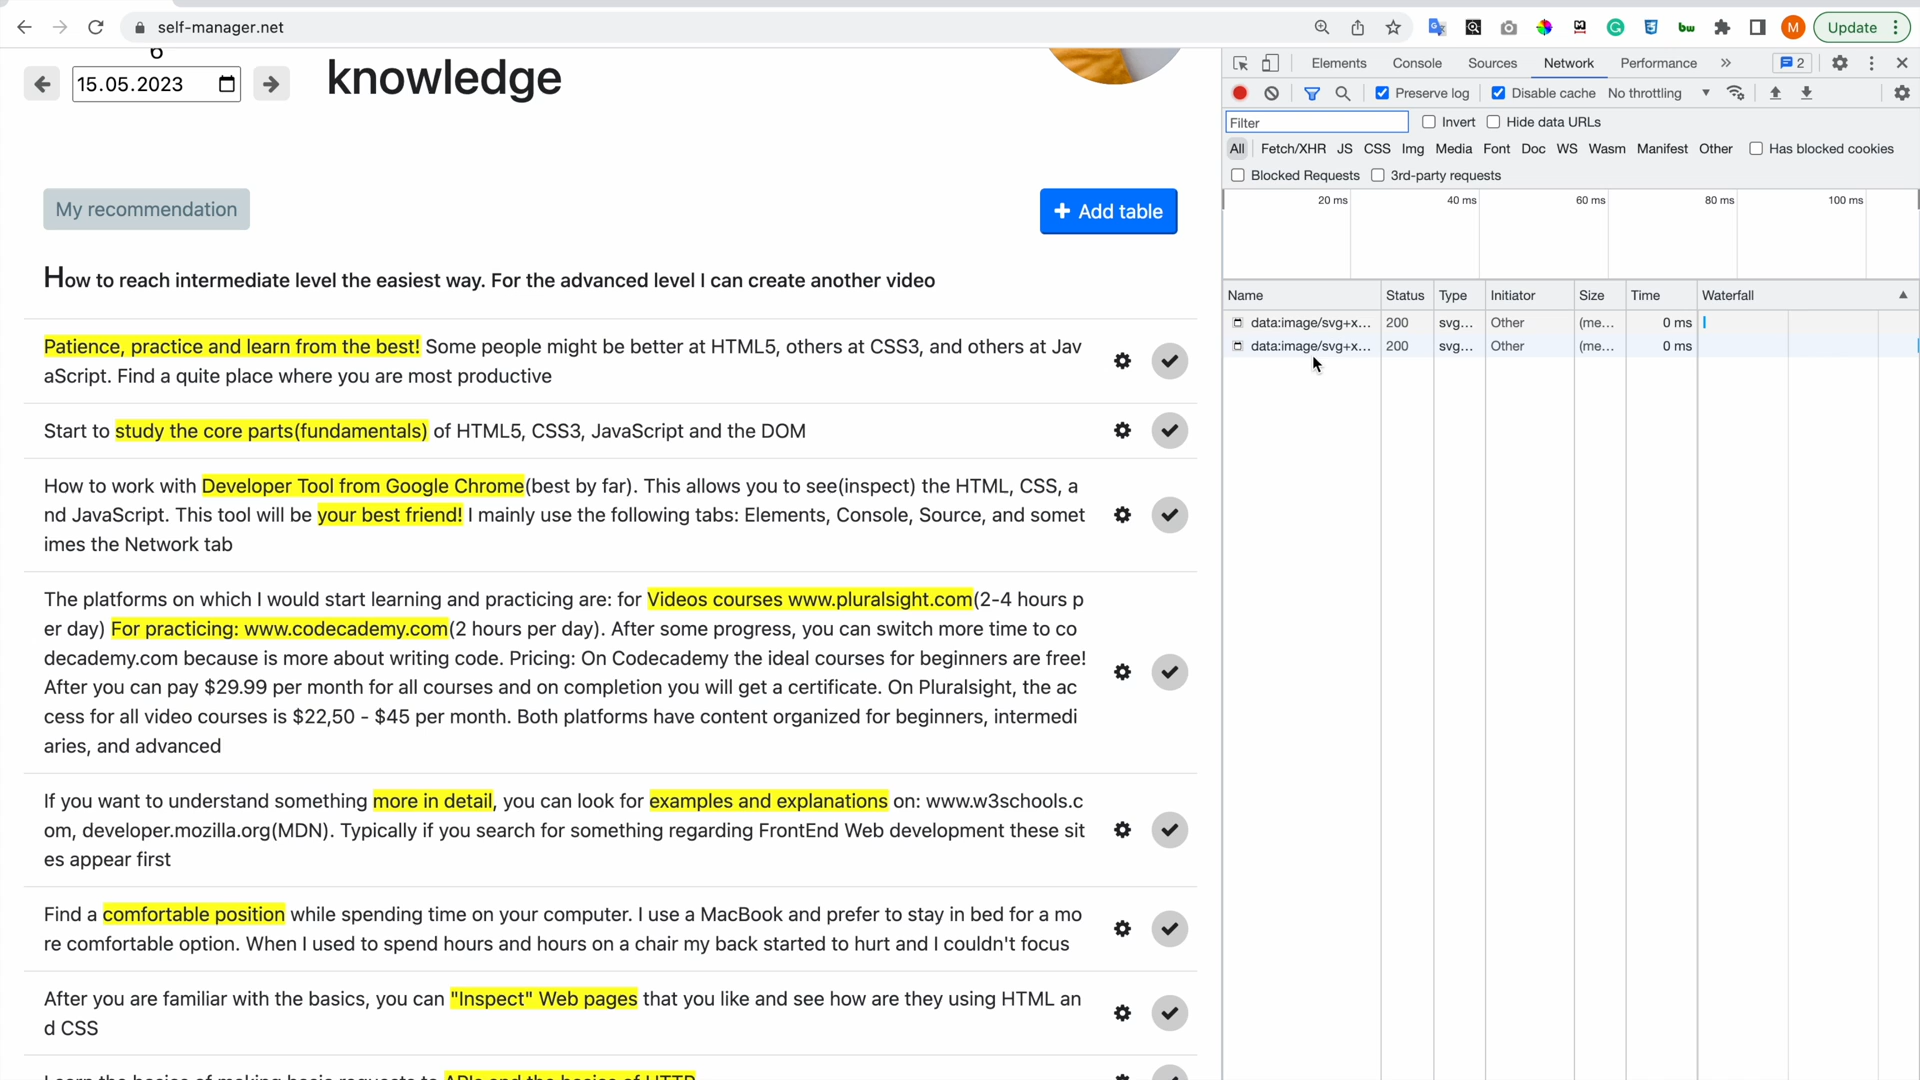 self-manager.net
M
Update
6
15.05.2023
knowledge
My recommendation
+ Add table
How to reach intermediate level the easiest way. For the advanced level I can create another video
Patience, practice and learn from the best! Some people might be better at HTML5, others at CSS3, and others at Jav
aScript. Find a quite place where you are most productive
Start to study the core parts(fundamentals) of HTML5, CSS3, JavaScript and the DOM
How to work with Developer Tool from Google Chrome(best by far). This allows you to see(inspect) the HTML, CSS, a
nd JavaScript. This tool will be your best friend! I mainly use the following tabs: Elements, Console, Source, and somet
imes the Network tab
The platforms on which I would start learning and practicing are: for Videos courses www.pluralsight.com(2-4 hours p
er day) For practicing: www.codecademy.com(2 hours per day). After some progress, you can switch more time to co
decademy.com because is more about writing code. Pricing: On Codecademy the ideal courses for beginners are free!
After you can pay $29.99 per month for all courses and on completion you will get a certificate. On Pluralsight, the ac
cess for all video courses is $22,50 - $45 per month. Both platforms have content organized for beginners, intermedi
aries, and advanced
If you want to understand something more in detail, you can look for examples and explanations on: www.w3schools.c
om, developer.mozilla.org(MDN). Typically if you search for something regarding FrontEnd Web development these sit
es appear first
Find a comfortable position while spending time on your computer. I use a MacBook and prefer to stay in bed for a mo
re comfortable option. When I used to spend hours and hours on a chair my back started to hurt and I couldn't focus
After you are familiar with the basics, you can "Inspect" Web pages that you like and see how are they using HTML an
d CSS
Learn the basics of making basic requests to APIs and the basics of HTTP
Elements Console Sources Network Performance » 2
Preserve log Disable cache No throttling
Filter Invert Hide data URLs
All Fetch/XHR JS CSS Img Media Font Doc WS Wasm Manifest Other Has blocked cookies
Blocked Requests 3rd-party requests
20 ms 40 ms 60 ms 80 ms 100 ms
Name Status Type Initiator Size Time Waterfall
data:image/svg+x... 200 svg... Other (me... 0 ms
data:image/svg+x... 200 svg... Other (me... 0 ms